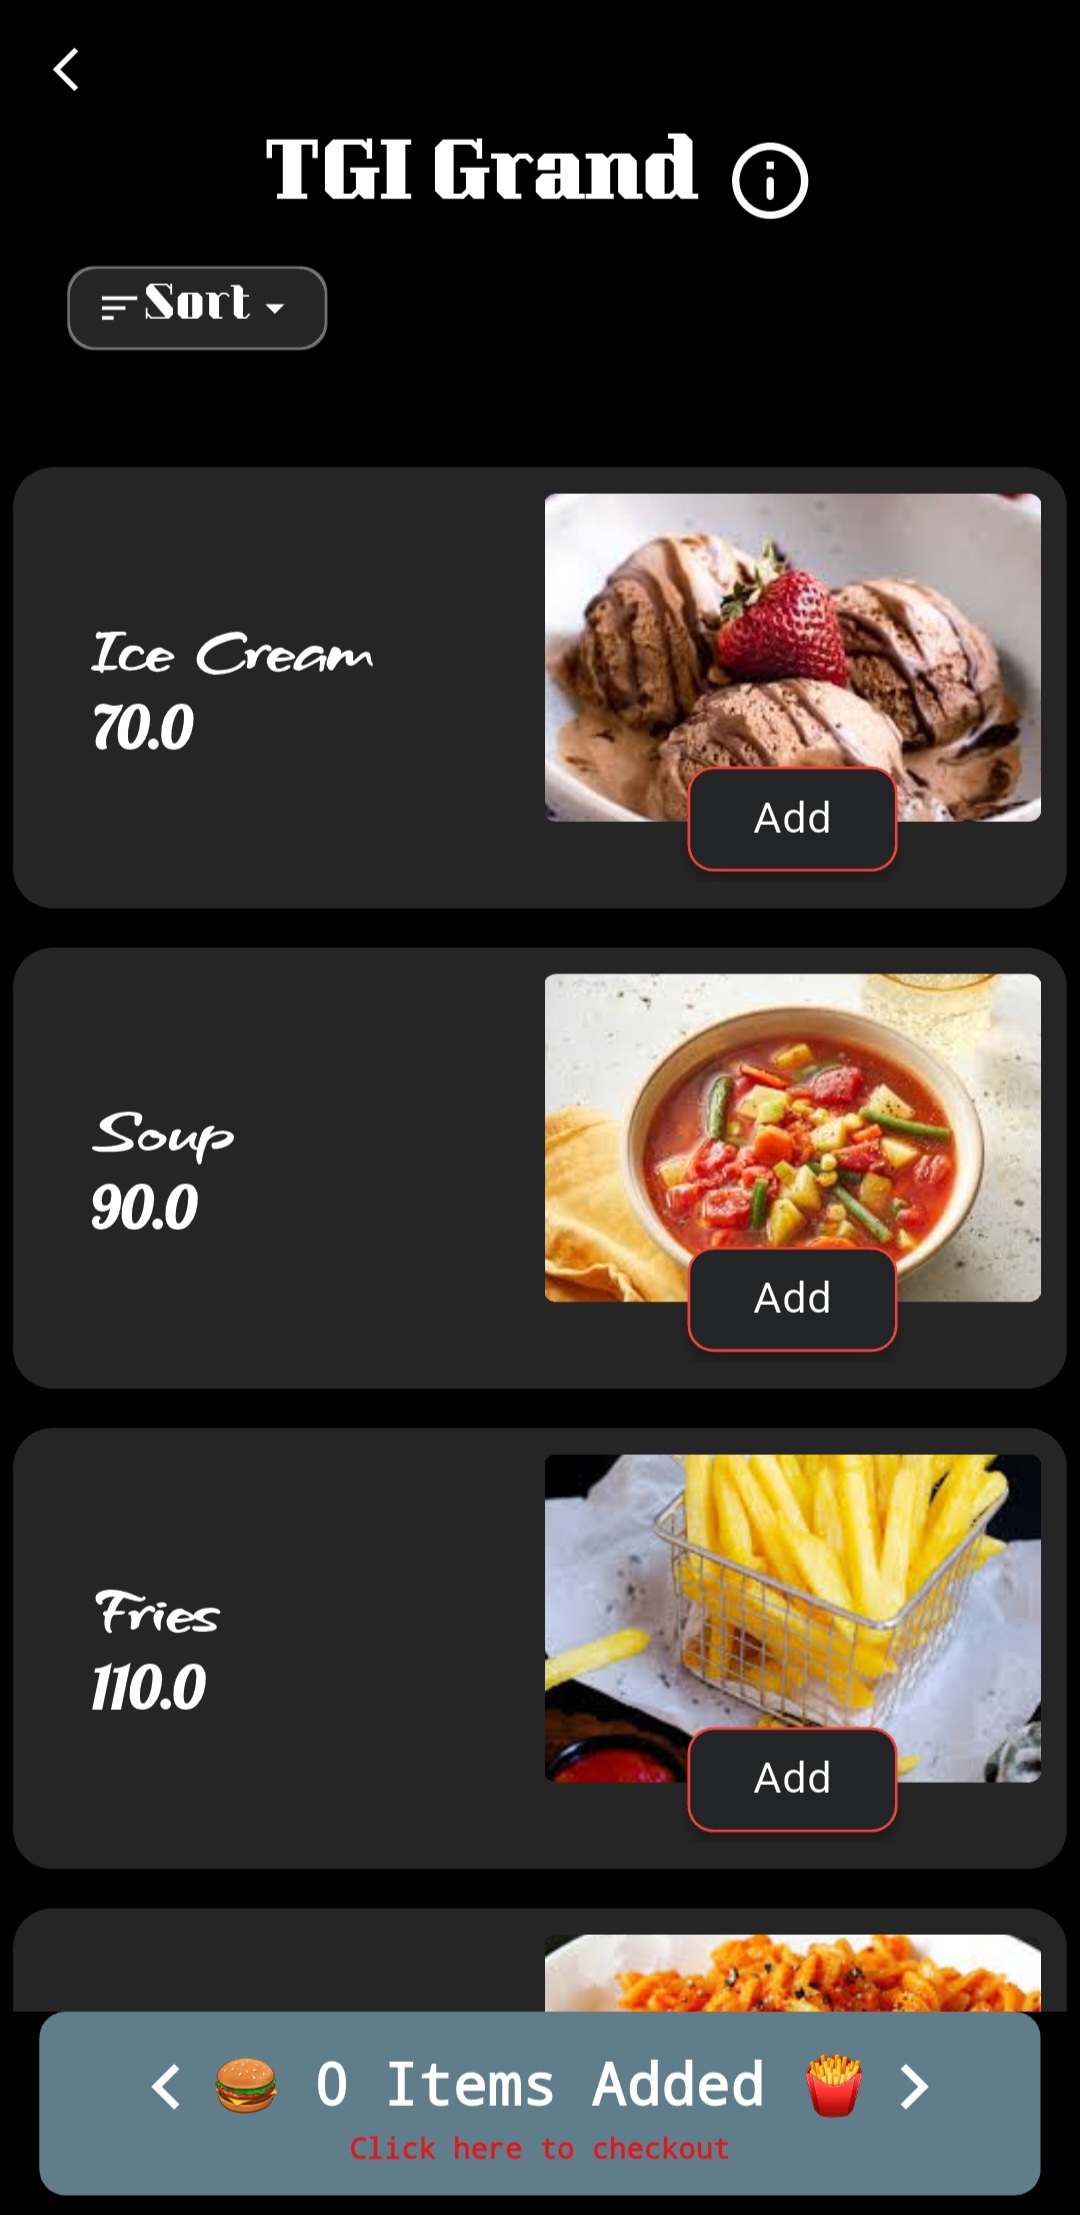 TGI Grand
Sort
Ice Cream
70.0
Add
Soup
90.0
Add
Fries
110.0
Add
0 Items Added
Click here to checkout